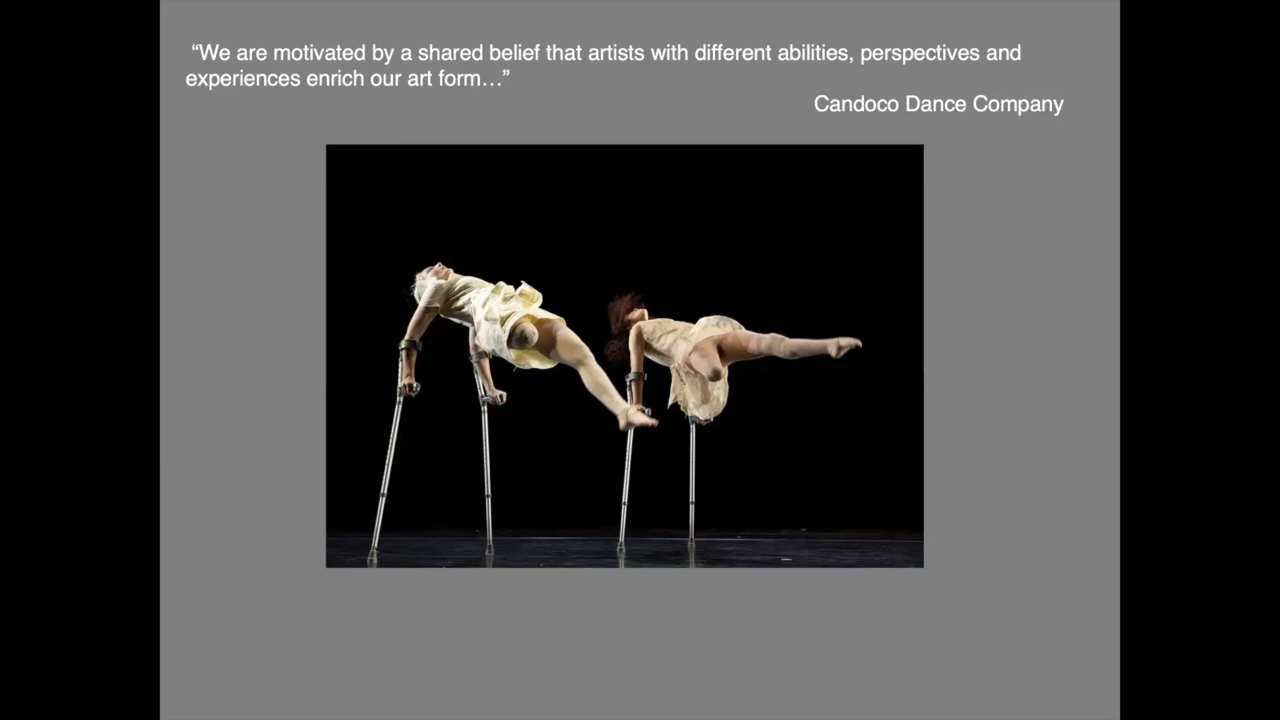 “We are motivated by a shared belief that artists with different abilities, perspectives and
experiences enrich our art form…”
Candoco Dance Company